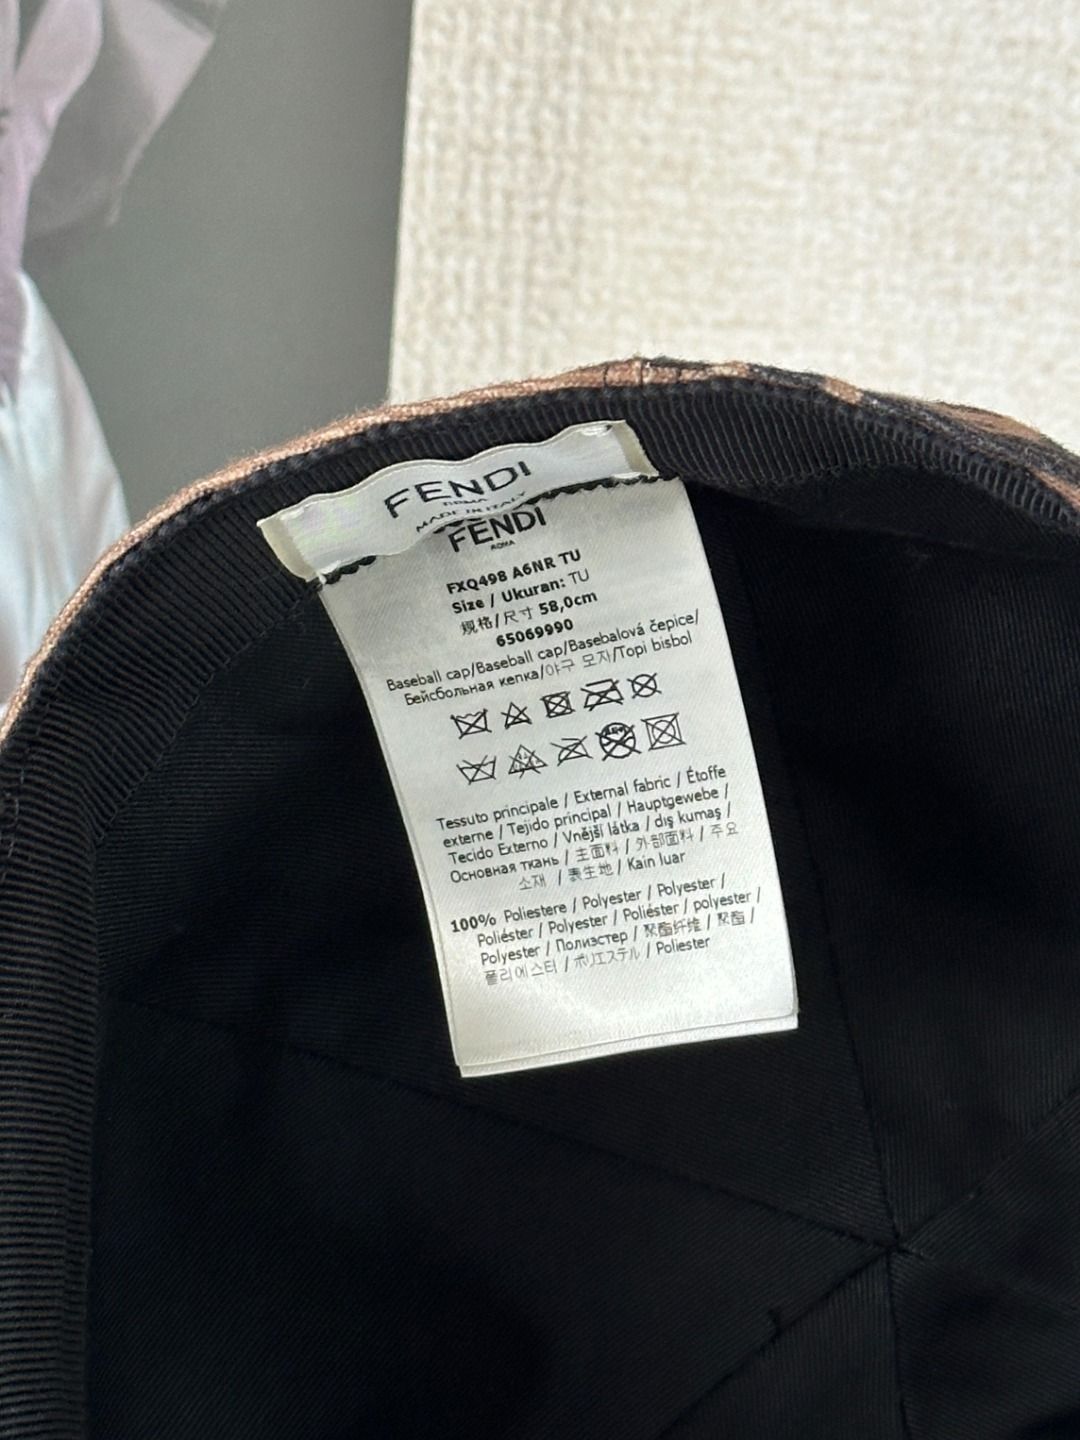 FENDI
ROMA
MADE IN ITALY
FENDI
ROMA
FXQ498 A6NR TU
Size / Ukuran: TU
规格/尺寸 58,0cm
65069990
Baseball cap/Baseball cap/Basebalová čepice/
Бейсбольная кепка/야구 모자/Topi bisbol
Tessuto principale / External fabric / Étoffe
externe / Tejido principal / Hauptgewebe /
Tecido Externo / Vnější látka / dış kumaş /
Основная ткань / 主面料 / 外部面料 / 주요
소재 / 表生地 / Kain luar
100% Poliestere / Polyester / Polyester /
Poliéster / Polyester / Poliéster / polyester /
Polyester / Полиэстер / 聚酯纤维 / 聚酯 /
폴리에스터 / ポリエステル / Poliester